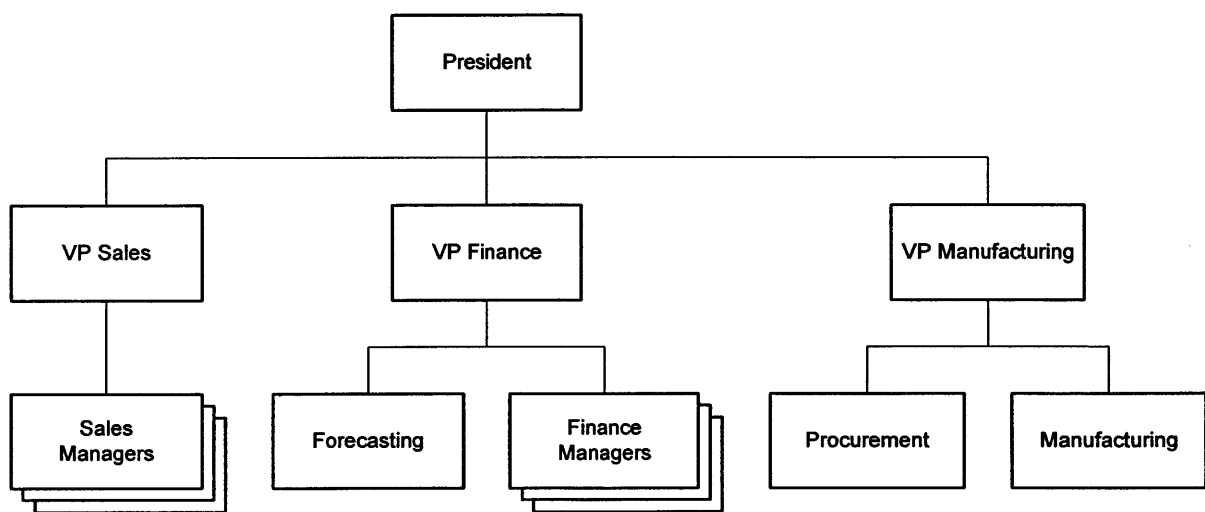 President
VP Sales
VP Finance
VP Manufacturing
Sales
Managers
Forecasting
Finance
Managers
Procurement
Manufacturing